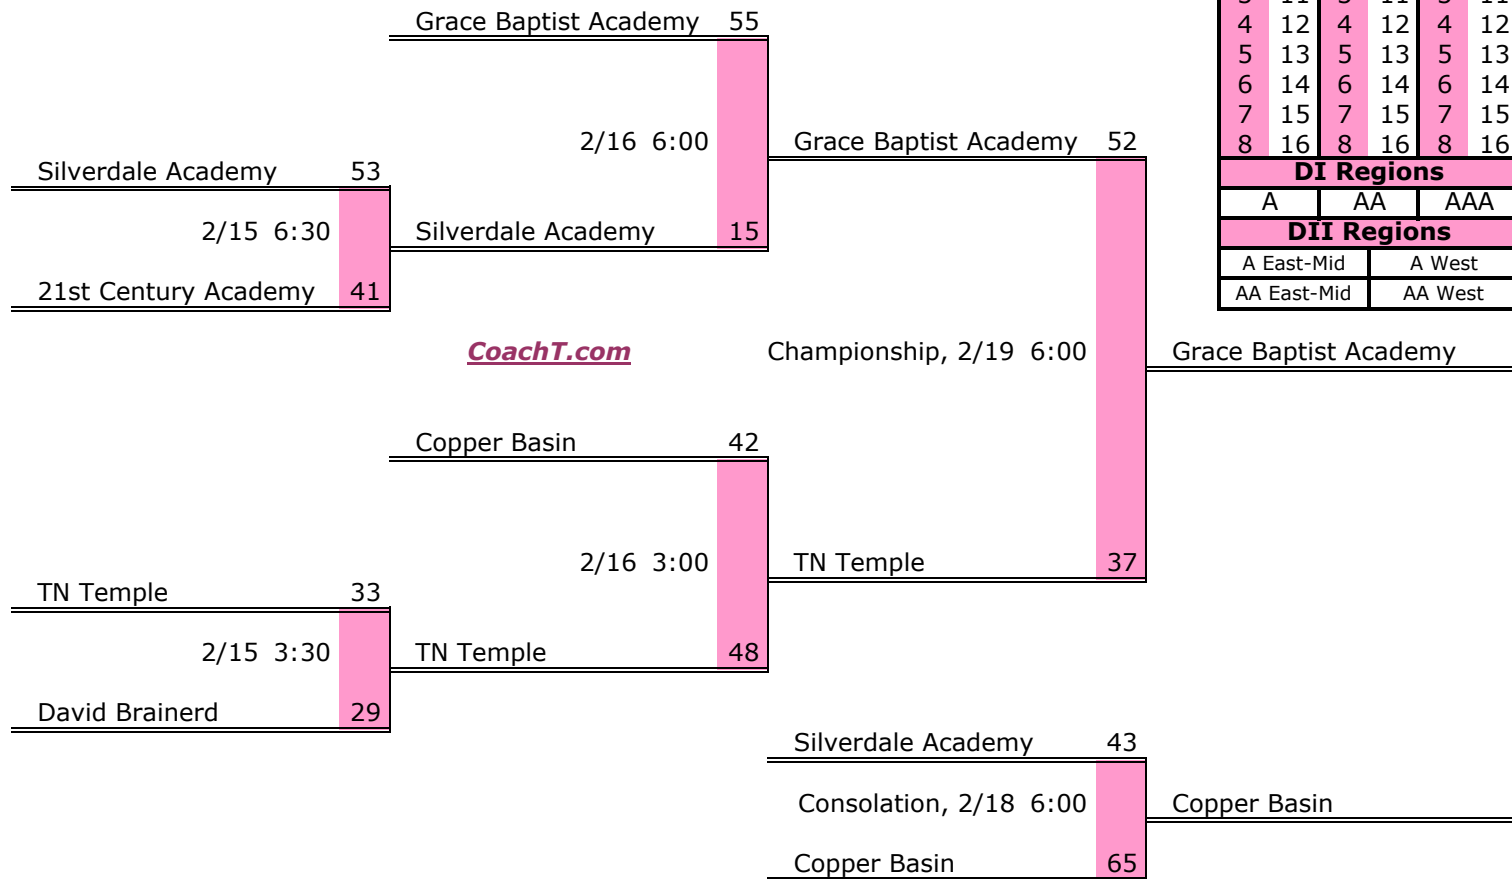 Grace Baptist Academy 55
4 12 4 12 4 12
5 13 5 13 5 13
6 14 6 14 6 14
7 15 7 15 7 15
8 16 8 16 8 16
DI Regions
A AA AAA
DII Regions
A East-Mid A West
AA East-Mid AA West
2/16 6:00
Grace Baptist Academy 52
Silverdale Academy 53
2/15 6:30
Silverdale Academy 15
21st Century Academy 41
CoachT.com
Championship, 2/19 6:00
Grace Baptist Academy
Copper Basin 42
2/16 3:00
TN Temple 37
TN Temple 33
2/15 3:30
TN Temple 48
David Brainerd 29
Silverdale Academy 43
Consolation, 2/18 6:00
Copper Basin
Copper Basin 65